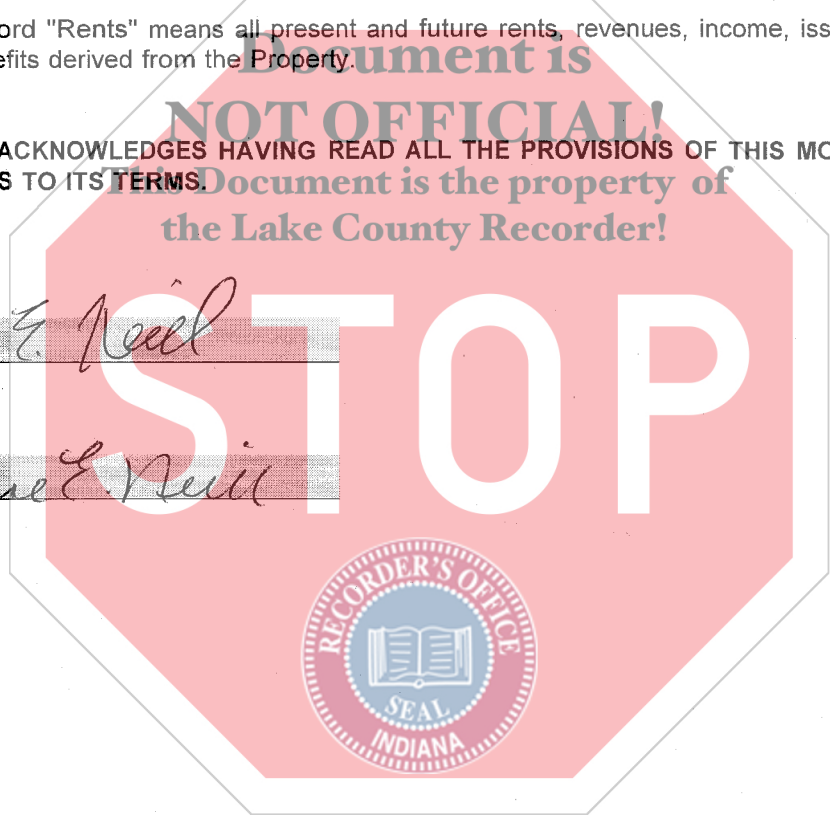 ord "Rents" means all present and future rents, revenues, income, iss
efits derived from the Property.
Document is
NOT OFFICIAL!
ACKNOWLEDGES HAVING READ ALL THE PROVISIONS OF THIS MO
S TO ITS TERMS.
This Document is the property of
the Lake County Recorder!
E. Neil
STOP
E. Neill
RECORDER'S OFFICE
SEAL
INDIANA